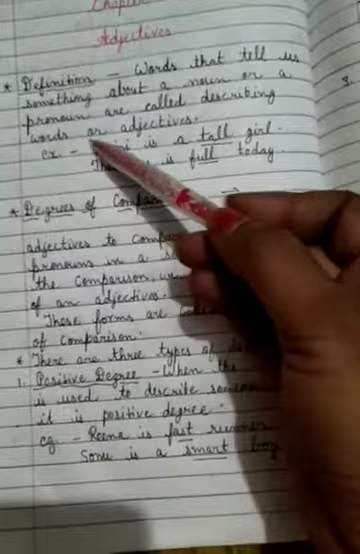 Chapter
Adjectives
* Definition - Words that tell us
something about a noun or a
pronoun are called describing
words or adjectives.
ex. - is a tall girl.
is full today
* Degrees of
adjectives to
pronouns in a
the comparison,
of an adjectives.
These forms are
of comparison.
* There are three types of
1. Positive Degree - When the
is used to describe
it is positive degree.
eg. - Reena is fast runner
Sonu is a smart boy
3.